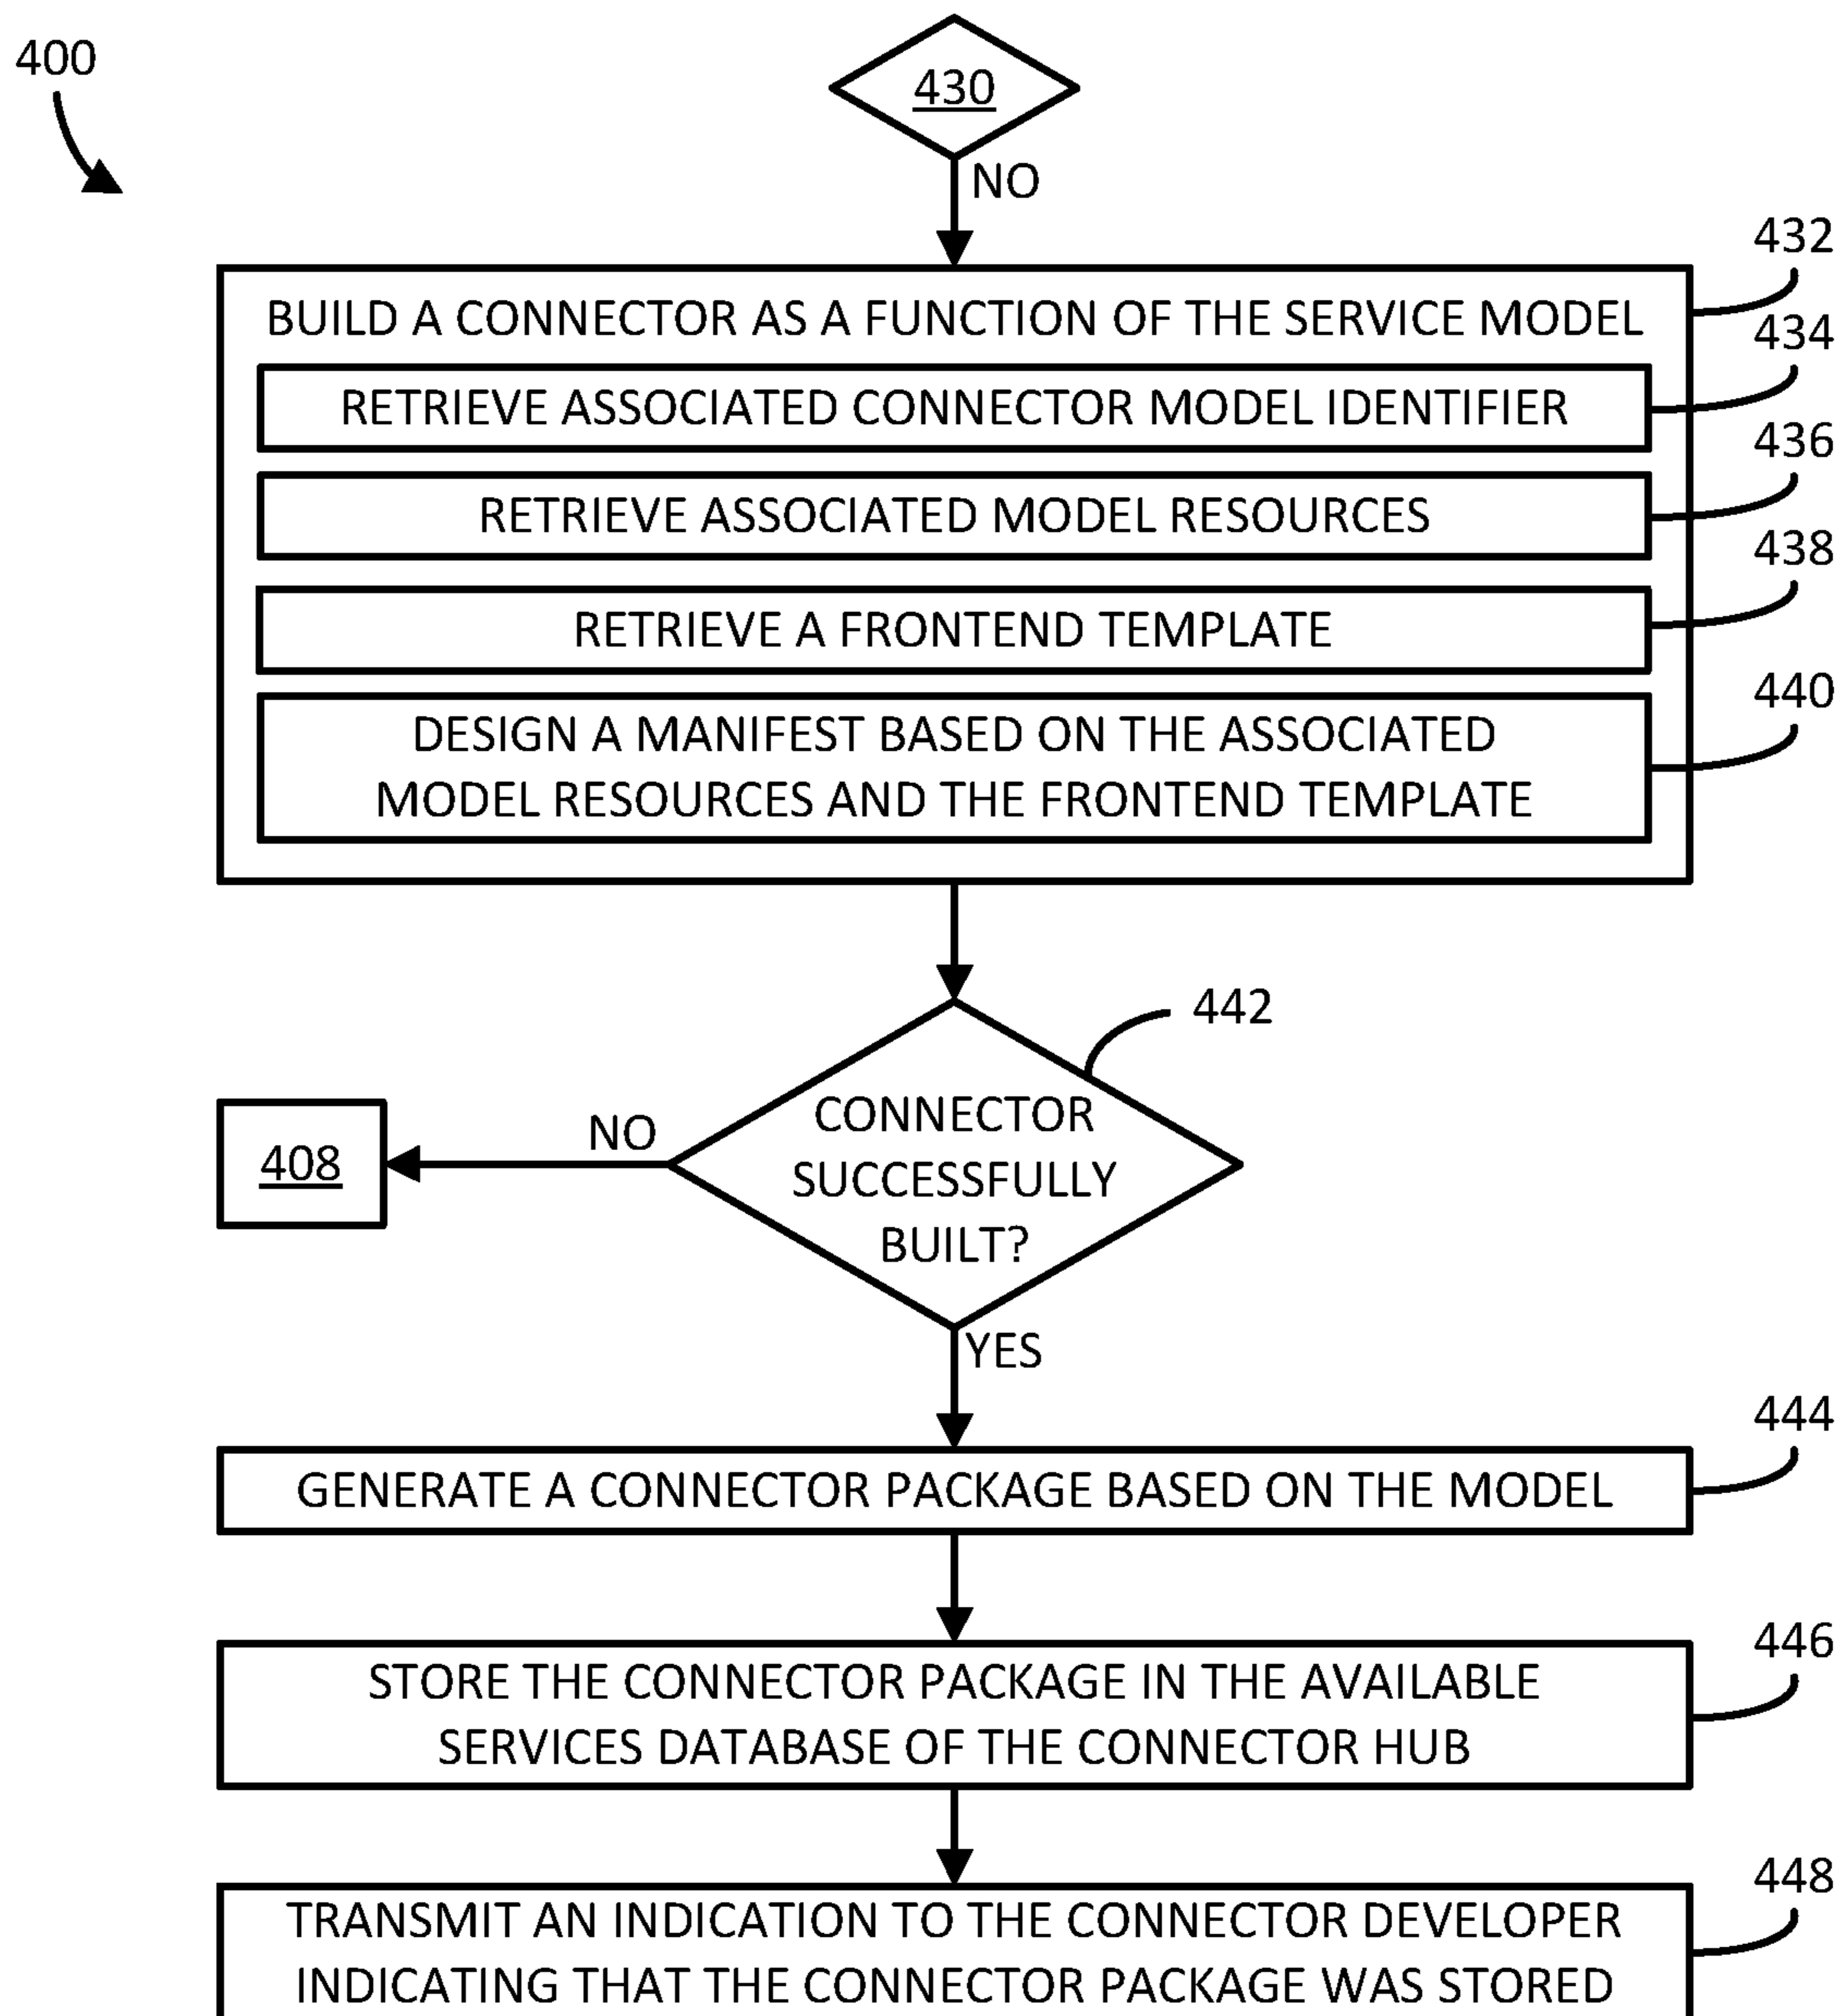 400
430
NO
432
BUILD A CONNECTOR AS A FUNCTION OF THE SERVICE MODEL
434
RETRIEVE ASSOCIATED CONNECTOR MODEL IDENTIFIER
436
RETRIEVE ASSOCIATED MODEL RESOURCES
438
RETRIEVE A FRONTEND TEMPLATE
440
DESIGN A MANIFEST BASED ON THE ASSOCIATED
MODEL RESOURCES AND THE FRONTEND TEMPLATE
442
CONNECTOR
SUCCESSFULLY
BUILT?
NO
408
YES
444
GENERATE A CONNECTOR PACKAGE BASED ON THE MODEL
446
STORE THE CONNECTOR PACKAGE IN THE AVAILABLE
SERVICES DATABASE OF THE CONNECTOR HUB
448
TRANSMIT AN INDICATION TO THE CONNECTOR DEVELOPER
INDICATING THAT THE CONNECTOR PACKAGE WAS STORED